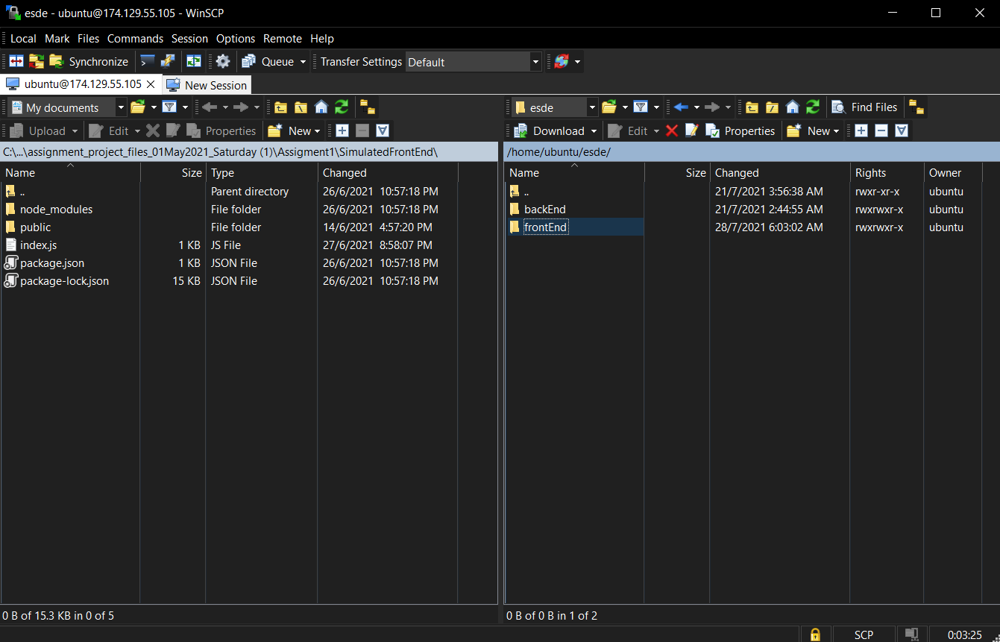 esde - ubuntu@174.129.55.105 - WinSCP
Local Mark Files Commands Session Options Remote Help
Synchronize Queue Transfer Settings Default
ubuntu@174.129.55.105 New Session
My documents
esde Find Files
Upload Edit Properties New
Download Edit Properties New
C:\...\assignment_project_files_01May2021_Saturday (1)\Assigment1\SimulatedFrontEnd\
Name Size Type Changed
.. Parent directory 26/6/2021 10:57:18 PM
node_modules File folder 26/6/2021 10:57:18 PM
public File folder 14/6/2021 4:57:20 PM
index.js 1 KB JS File 27/6/2021 8:58:07 PM
package.json 1 KB JSON File 26/6/2021 10:57:18 PM
package-lock.json 15 KB JSON File 26/6/2021 10:57:18 PM
0 B of 15.3 KB in 0 of 5
/home/ubuntu/esde/
Name Size Changed Rights Owner
.. 21/7/2021 3:56:38 AM rwxr-xr-x ubuntu
backEnd 21/7/2021 2:44:55 AM rwxrwxr-x ubuntu
frontEnd 28/7/2021 6:03:02 AM rwxrwxr-x ubuntu
0 B of 0 B in 1 of 2
SCP 0:03:25